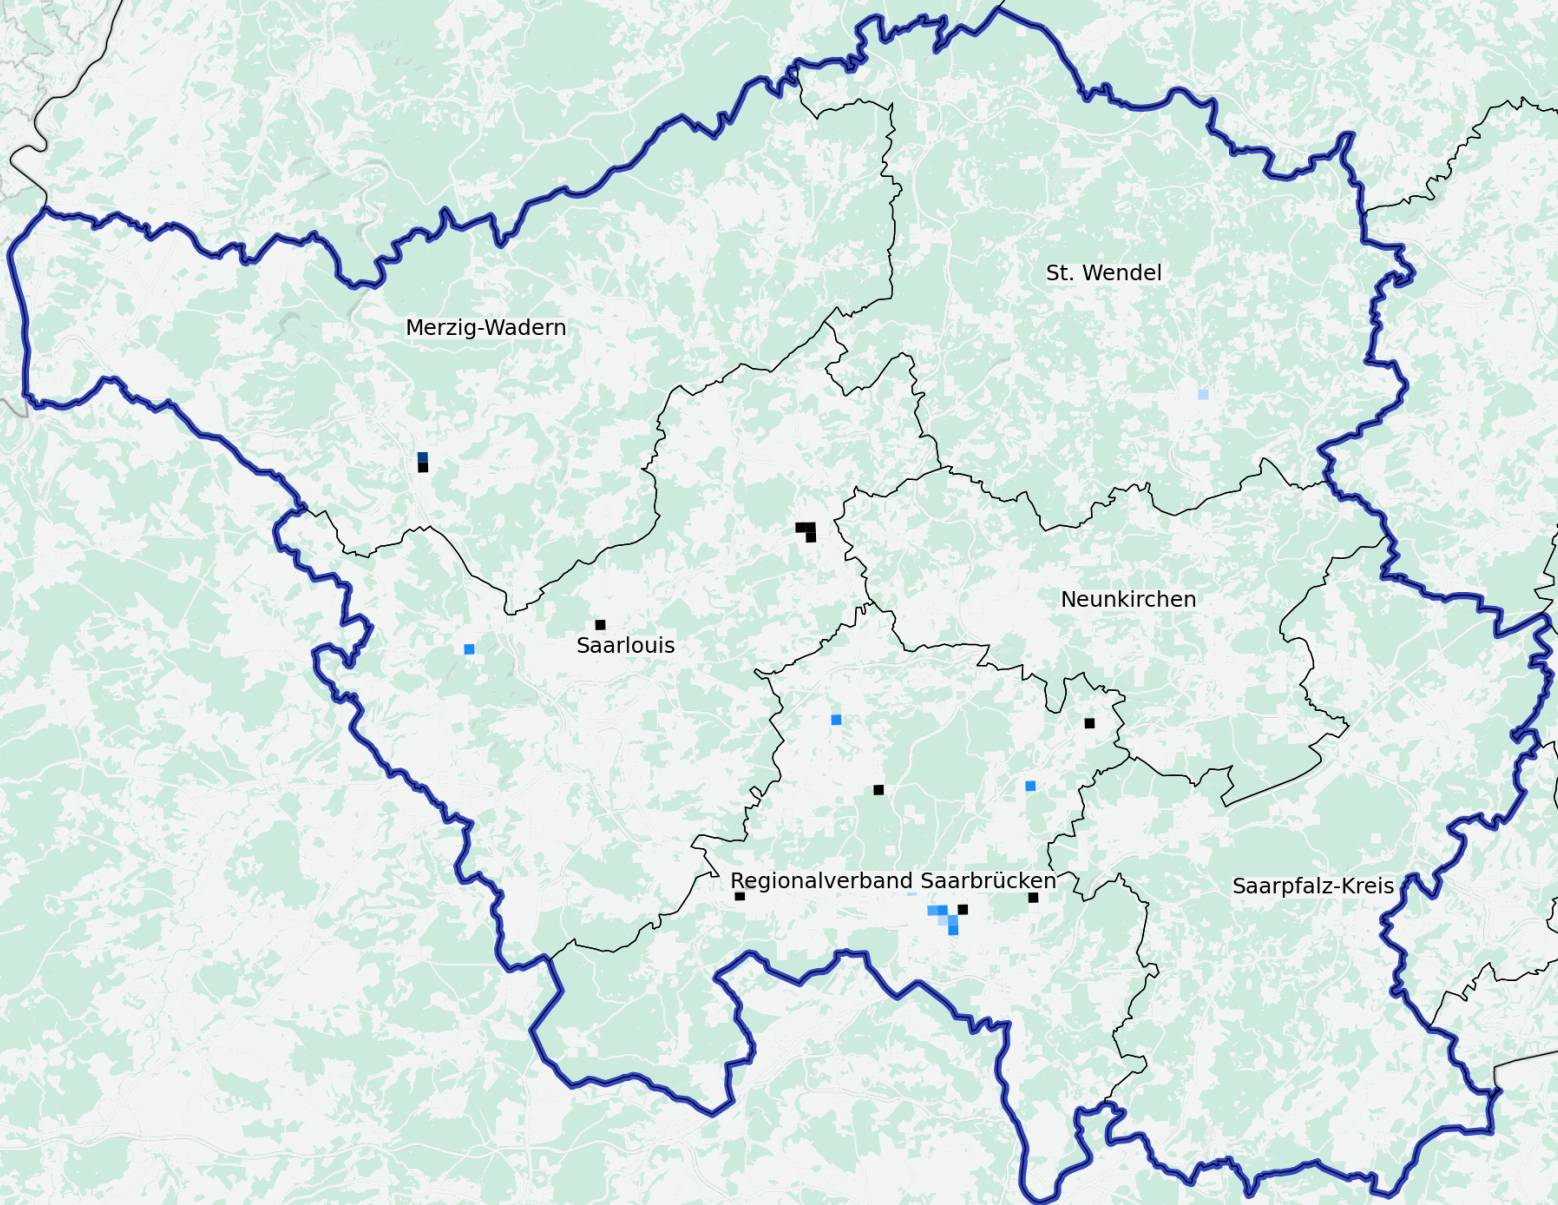 St. Wendel
Merzig-Wadern
Neunkirchen
Saarlouis
Regionalverband Saarbrücken
Saarpfalz-Kreis